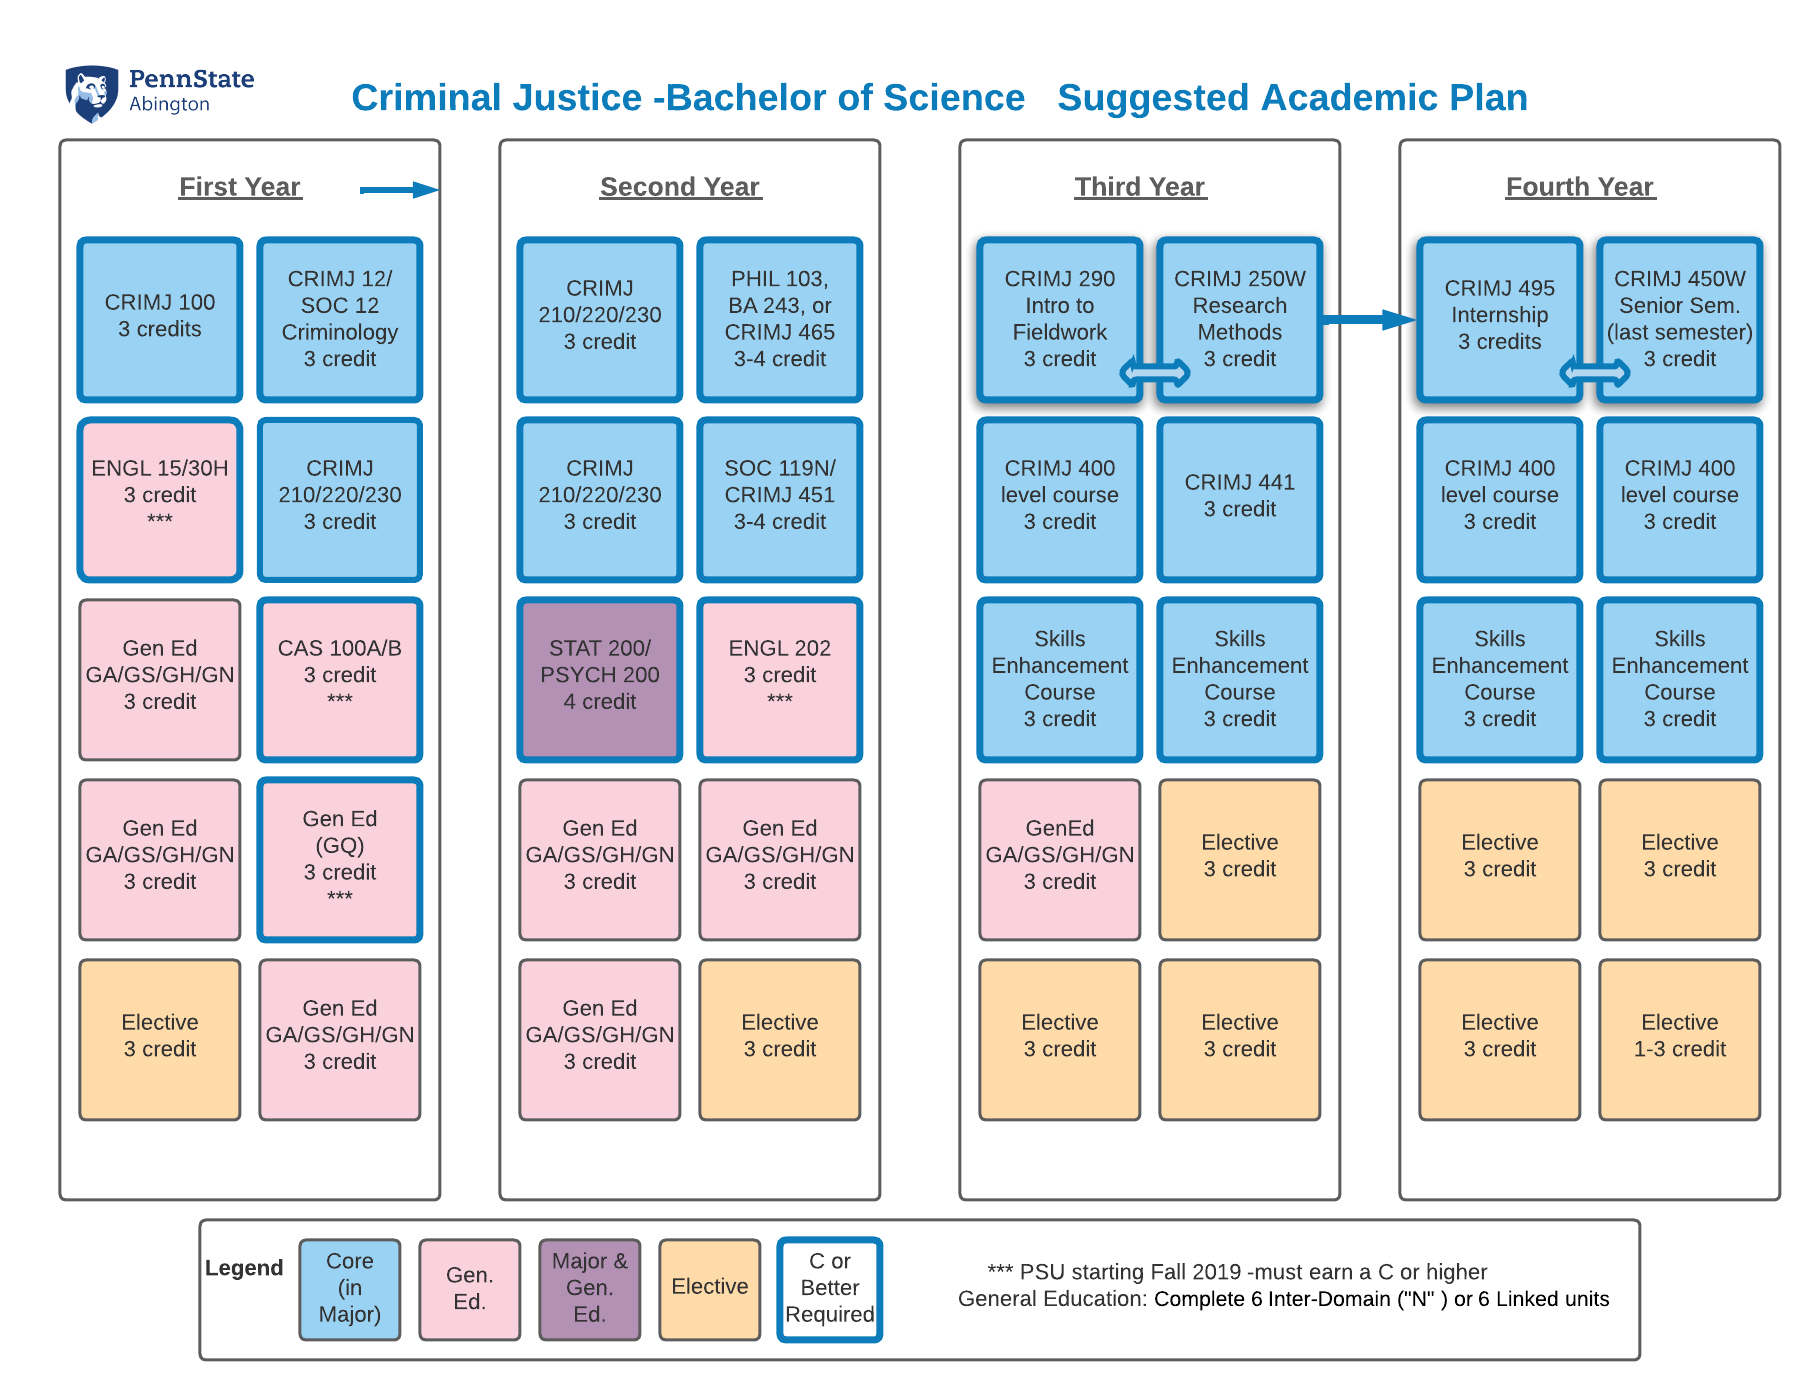 PennState
Abington
Criminal Justice -Bachelor of Science   Suggested Academic Plan
First Year
CRIMJ 100
3 credits
CRIMJ 12/
SOC 12
Criminology
3 credit
ENGL 15/30H
3 credit
***
CRIMJ
210/220/230
3 credit
Gen Ed
GA/GS/GH/GN
3 credit
CAS 100A/B
3 credit
***
Gen Ed
GA/GS/GH/GN
3 credit
Gen Ed
(GQ)
3 credit
***
Elective
3 credit
Gen Ed
GA/GS/GH/GN
3 credit
Second Year
CRIMJ
210/220/230
3 credit
PHIL 103,
BA 243, or
CRIMJ 465
3-4 credit
CRIMJ
210/220/230
3 credit
SOC 119N/
CRIMJ 451
3-4 credit
STAT 200/
PSYCH 200
4 credit
ENGL 202
3 credit
***
Gen Ed
GA/GS/GH/GN
3 credit
Gen Ed
GA/GS/GH/GN
3 credit
Gen Ed
GA/GS/GH/GN
3 credit
Elective
3 credit
Third Year
CRIMJ 290
Intro to
Fieldwork
3 credit
CRIMJ 250W
Research
Methods
3 credit
CRIMJ 400
level course
3 credit
CRIMJ 441
3 credit
Skills
Enhancement
Course
3 credit
Skills
Enhancement
Course
3 credit
GenEd
GA/GS/GH/GN
3 credit
Elective
3 credit
Elective
3 credit
Elective
3 credit
Fourth Year
CRIMJ 495
Internship
3 credits
CRIMJ 450W
Senior Sem.
(last semester)
3 credit
CRIMJ 400
level course
3 credit
CRIMJ 400
level course
3 credit
Skills
Enhancement
Course
3 credit
Skills
Enhancement
Course
3 credit
Elective
3 credit
Elective
3 credit
Elective
3 credit
Elective
1-3 credit
Legend
Core
(in
Major)
Gen.
Ed.
Major &
Gen.
Ed.
Elective
C or
Better
Required
*** PSU starting Fall 2019 -must earn a C or higher
General Education: Complete 6 Inter-Domain ("N" ) or 6 Linked units